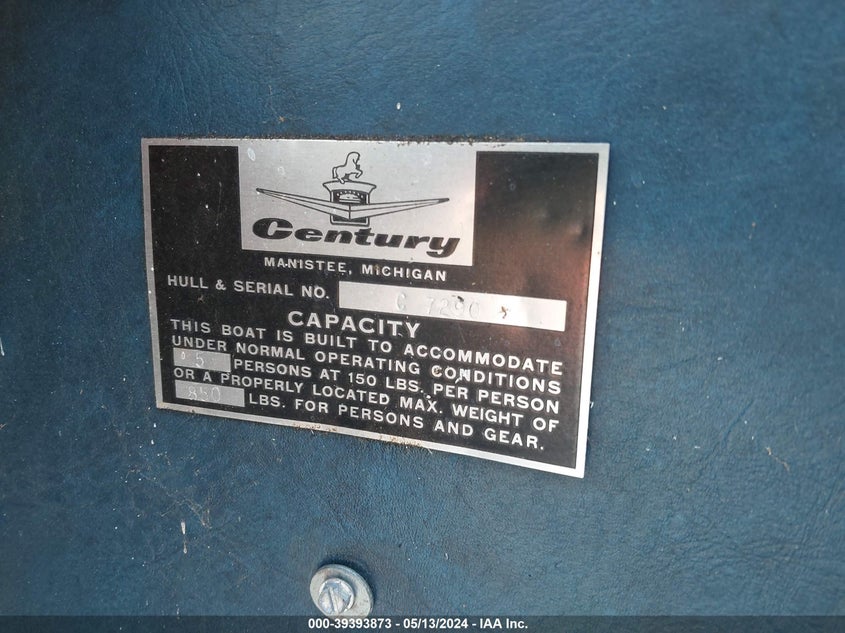 Century
MANISTEE, MICHIGAN
HULL & SERIAL NO. C 7290
CAPACITY
THIS BOAT IS BUILT TO ACCOMMODATE
UNDER NORMAL OPERATING CONDITIONS
5 PERSONS AT 150 LBS. PER PERSON
OR A PROPERLY LOCATED MAX. WEIGHT OF
850 LBS. FOR PERSONS AND GEAR.
000-39393873 - 05/13/2024 - IAA Inc.